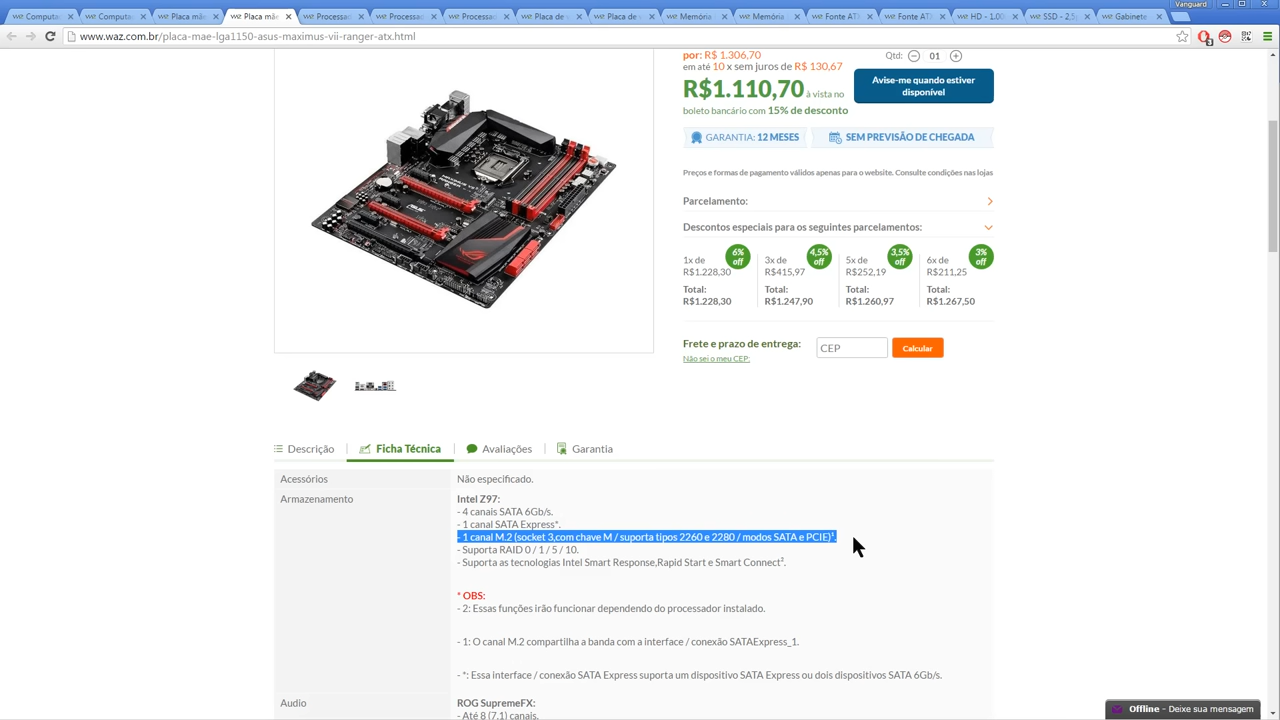 Vanguard
Computa
Computa
Placa mã
Placa mã
Processad
Processad
Processad
Placa de
Placa de
Memória
Memória
Fonte ATX
Fonte ATX
HD - 1,00
SSD - 2,5
Gabinete
www.waz.com.br/placa-mae-lga1150-asus-maximus-vii-ranger-atx.html
por: R$ 1.306,70
Qtd: 01
em até 10 x sem juros de R$ 130,67
R$1.110,70 à vista no
boleto bancário com 15% de desconto
Avise-me quando estiver
disponível
GARANTIA: 12 MESES
SEM PREVISÃO DE CHEGADA
Preços e formas de pagamento válidos apenas para o website. Consulte condições nas lojas
Parcelamento:
Descontos especiais para os seguintes parcelamentos:
1x de
R$1.228,30
6%
off
Total:
R$1.228,30
3x de
R$415,97
4,5%
off
Total:
R$1.247,90
5x de
R$252,19
3,5%
off
Total:
R$1.260,97
6x de
R$211,25
3%
off
Total:
R$1.267,50
Frete e prazo de entrega:
CEP
Calcular
Não sei o meu CEP:
Descrição
Ficha Técnica
Avaliações
Garantia
Acessórios
Não especificado.
Armazenamento
Intel Z97:
- 4 canais SATA 6Gb/s.
- 1 canal SATA Express*.
- 1 canal M.2 (socket 3,com chave M / suporta tipos 2260 e 2280 / modos SATA e PCIE)¹.
- Suporta RAID 0 / 1 / 5 / 10.
- Suporta as tecnologias Intel Smart Response,Rapid Start e Smart Connect².
* OBS:
- 2: Essas funções irão funcionar dependendo do processador instalado.
- 1: O canal M.2 compartilha a banda com a interface / conexão SATAExpress_1.
- *: Essa interface / conexão SATA Express suporta um dispositivo SATA Express ou dois dispositivos SATA 6Gb/s.
Audio
ROG SupremeFX:
- Até 8 (7.1) canais.
Offline - Deixe sua mensagem